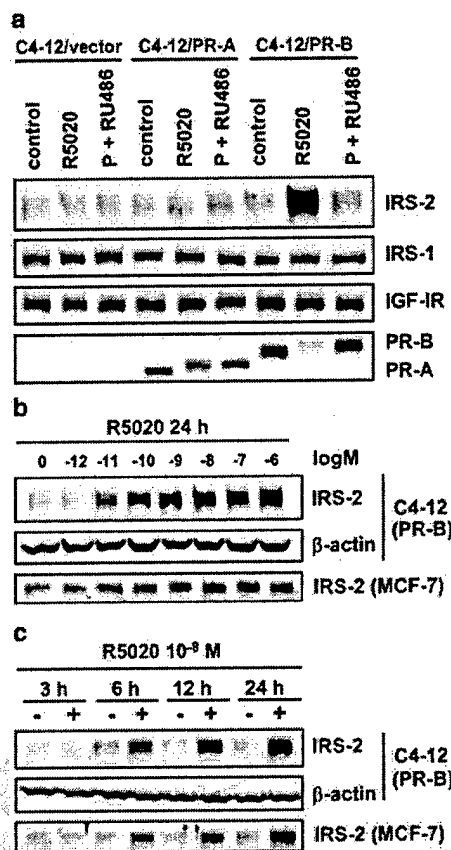 a
C4-12/vector C4-12/PR-A C4-12/PR-B
control R5020 P + RU486 control R5020 P + RU486 control R5020 P + RU486
IRS-2
IRS-1
IGF-IR
PR-B
PR-A
b
R5020 24 h
0 -12 -11 -10 -9 -8 -7 -6 logM
IRS-2
C4-12
(PR-B)
β-actin
IRS-2 (MCF-7)
c
R5020 10⁻⁸ M
3 h 6 h 12 h 24 h
- + - + - + - +
IRS-2
C4-12
(PR-B)
β-actin
IRS-2 (MCF-7)